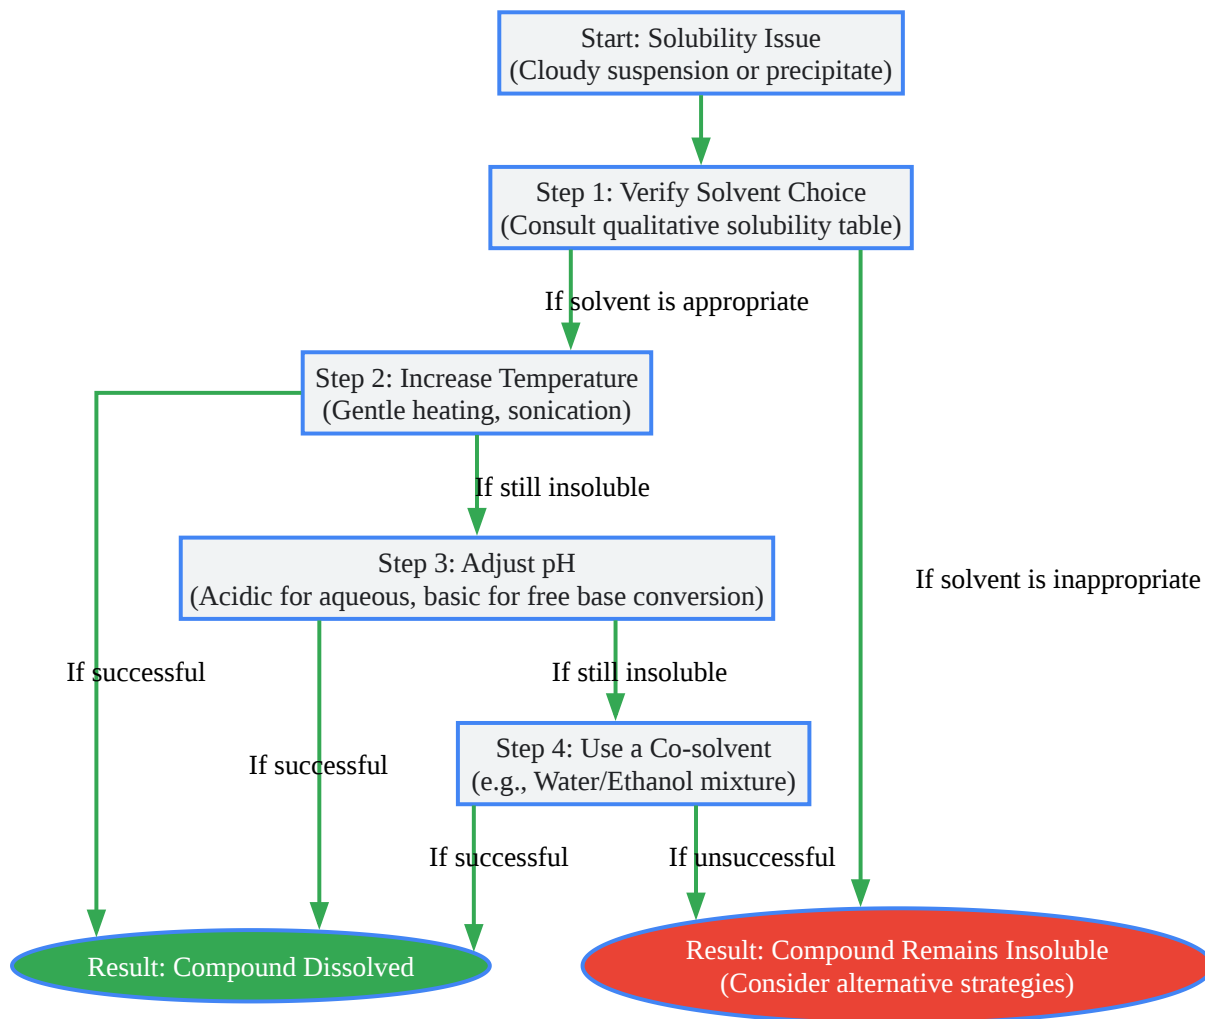 Start: Solubility Issue
(Cloudy suspension or precipitate)
Step 1: Verify Solvent Choice
(Consult qualitative solubility table)
If solvent is appropriate
Step 2: Increase Temperature
(Gentle heating, sonication)
If still insoluble
Step 3: Adjust pH
(Acidic for aqueous, basic for free base conversion)
If solvent is inappropriate
If successful
If still insoluble
Step 4: Use a Co-solvent
(e.g., Water/Ethanol mixture)
If successful
If successful
If unsuccessful
Result: Compound Dissolved
Result: Compound Remains Insoluble
(Consider alternative strategies)